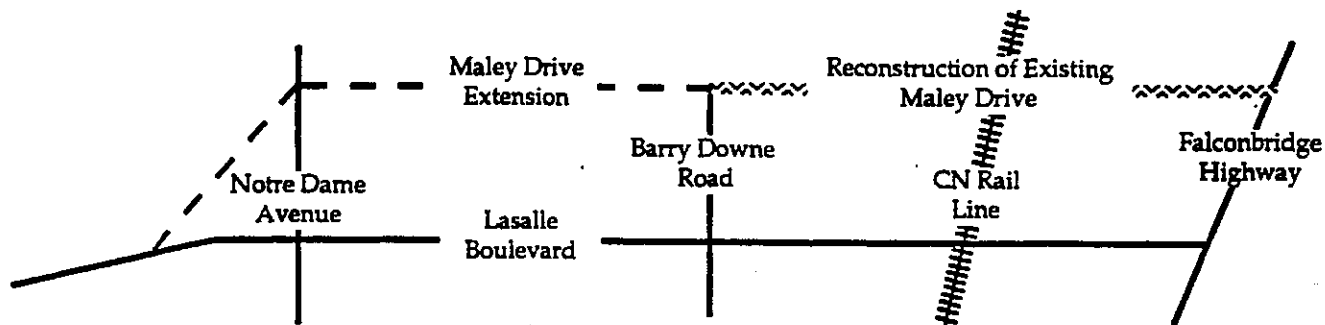 Maley Drive
Extension
Reconstruction of Existing
Maley Drive
Barry Downe
Road
Falconbridge
Highway
Notre Dame
Avenue
CN Rail
Line
Lasalle
Boulevard